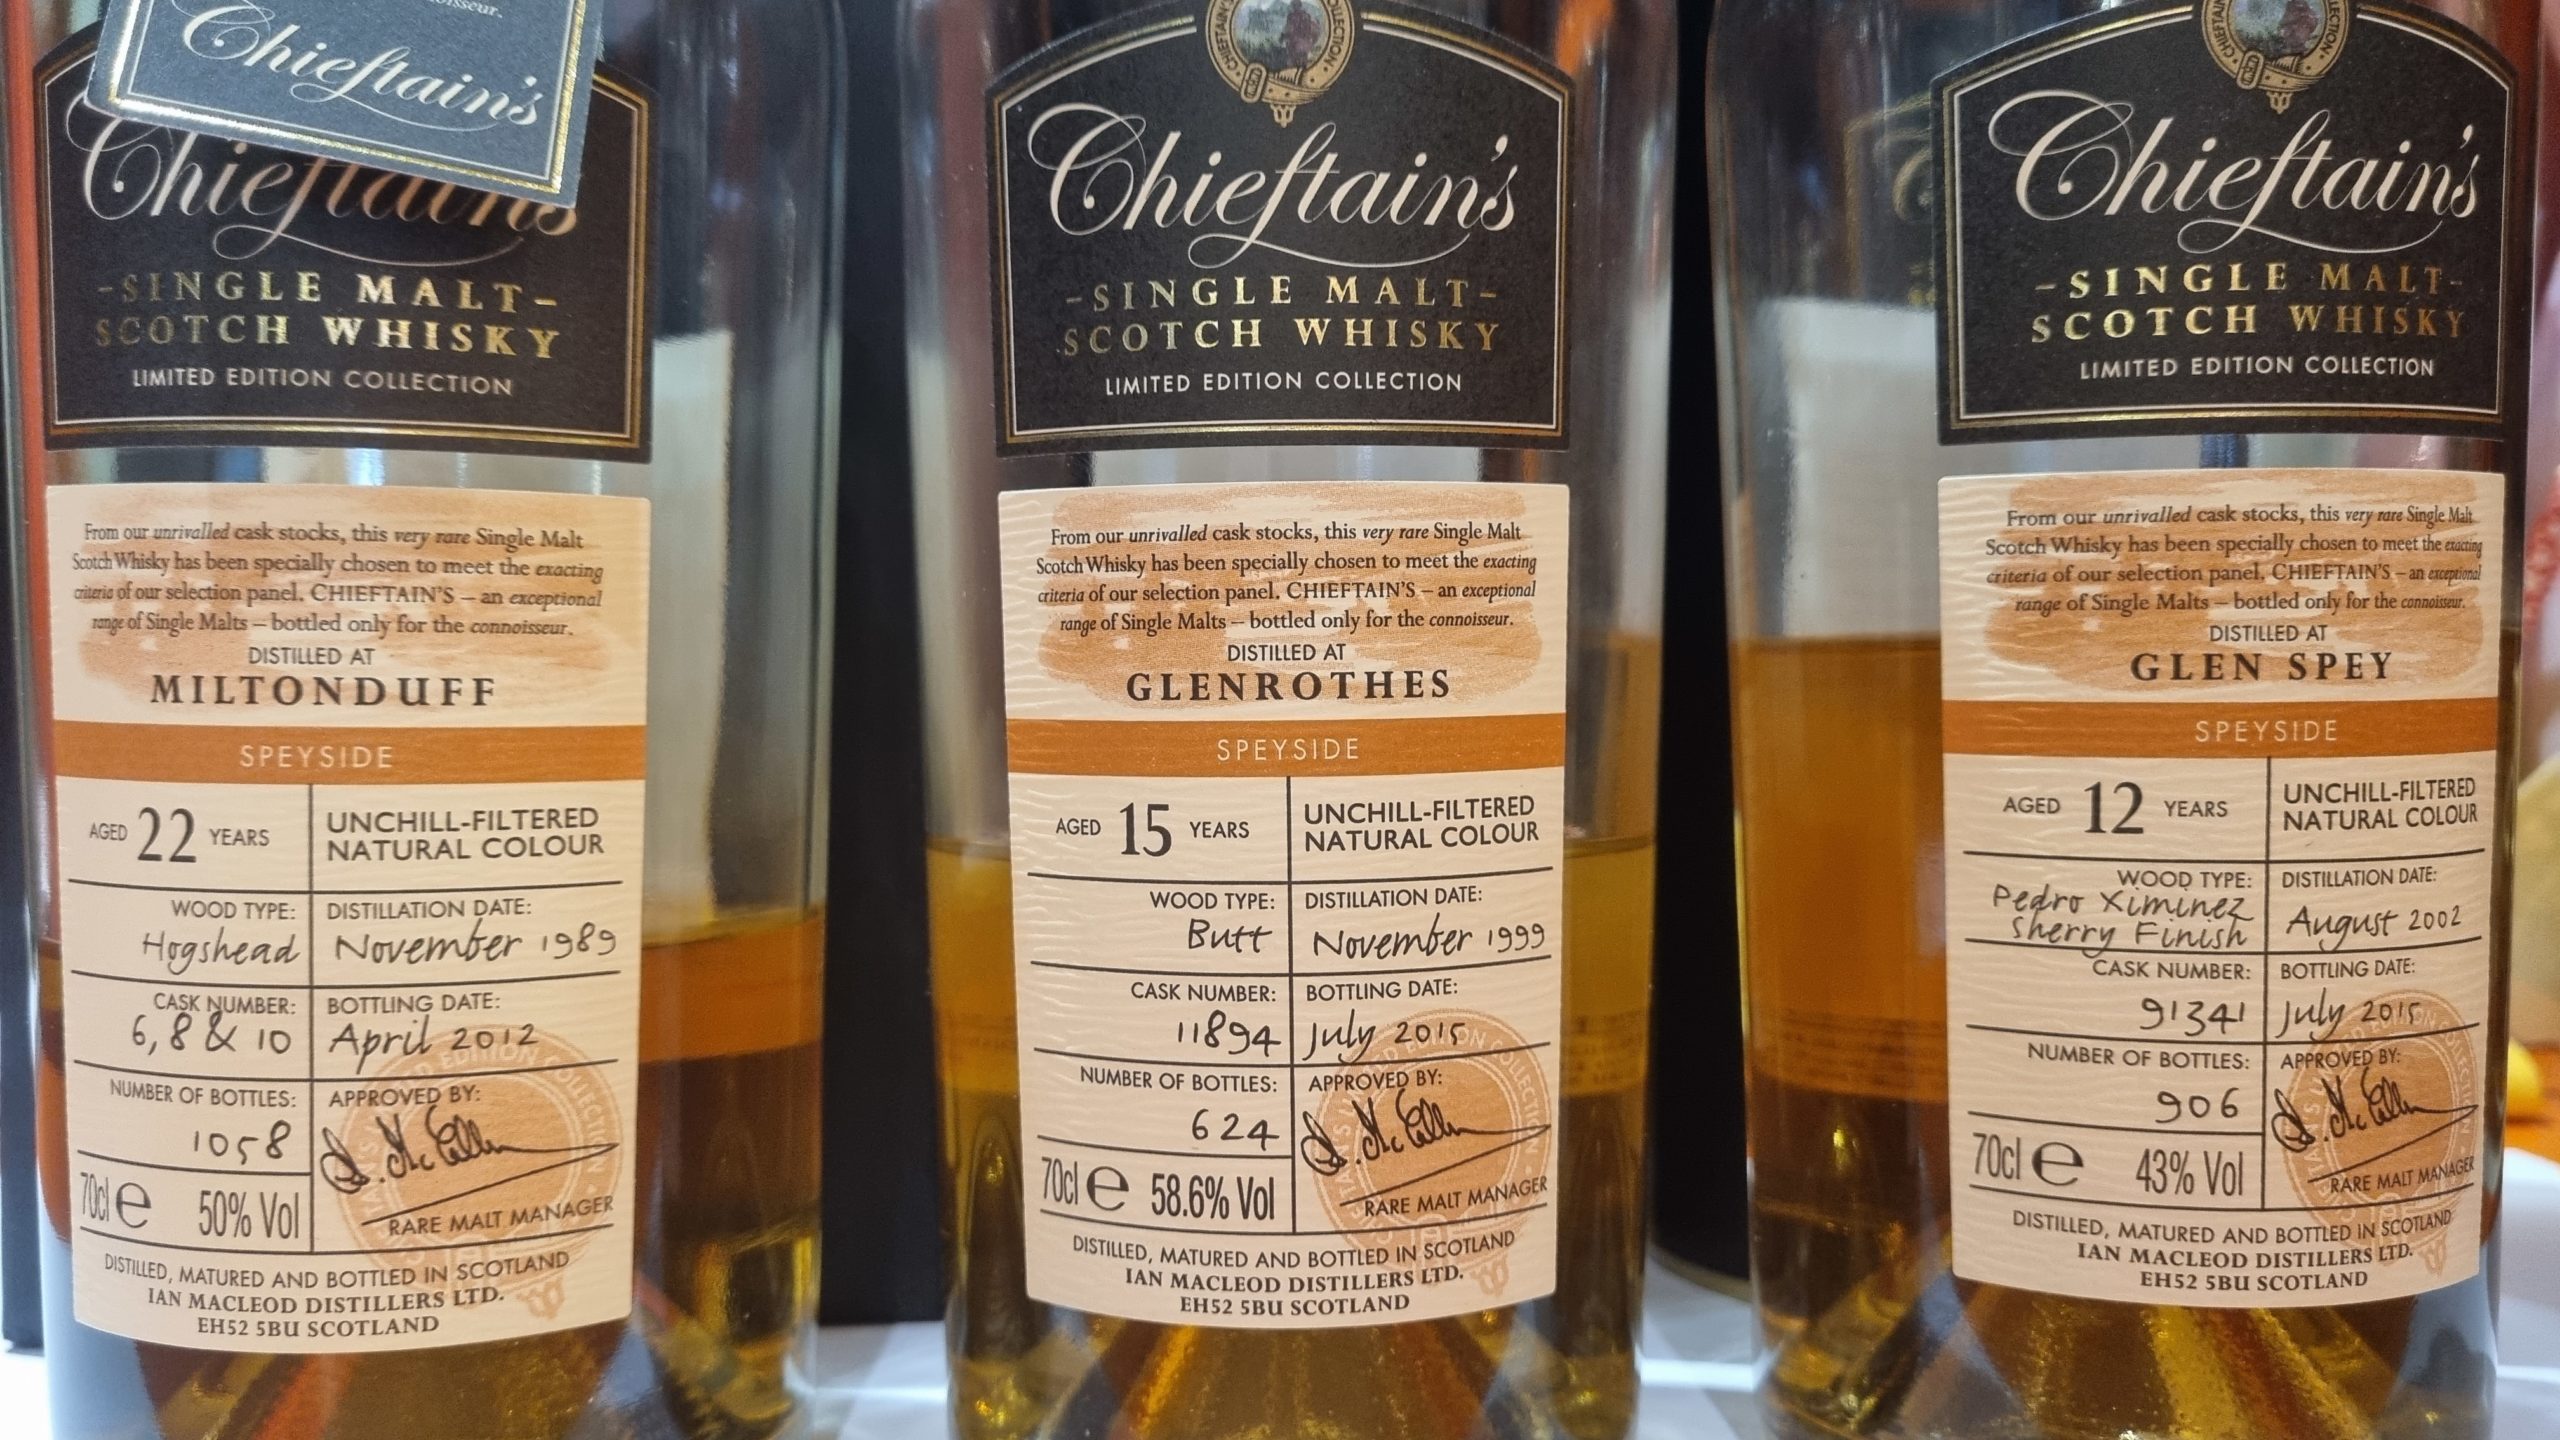 Chieftain's
Chieftain's
-SINGLE MALT-
SCOTCH WHISKY
LIMITED EDITION COLLECTION
From our unrivalled cask stocks, this very rare Single Malt
Scotch Whisky has been specially chosen to meet the exacting
criteria of our selection panel. CHIEFTAIN'S – an exceptional
range of Single Malts – bottled only for the connoisseur.
DISTILLED AT
MILTONDUFF
SPEYSIDE
AGED 22 YEARS
UNCHILL-FILTERED
NATURAL COLOUR
WOOD TYPE:
Hogshead
DISTILLATION DATE:
November 1989
CASK NUMBER:
6, 8 & 10
BOTTLING DATE:
April 2012
NUMBER OF BOTTLES:
1058
APPROVED BY:
70cl e 50% Vol
RARE MALT MANAGER
DISTILLED, MATURED AND BOTTLED IN SCOTLAND
IAN MACLEOD DISTILLERS LTD.
EH52 5BU SCOTLAND
Chieftain's
-SINGLE MALT-
SCOTCH WHISKY
LIMITED EDITION COLLECTION
From our unrivalled cask stocks, this very rare Single Malt
Scotch Whisky has been specially chosen to meet the exacting
criteria of our selection panel. CHIEFTAIN'S – an exceptional
range of Single Malts – bottled only for the connoisseur.
DISTILLED AT
GLENROTHES
SPEYSIDE
AGED 15 YEARS
UNCHILL-FILTERED
NATURAL COLOUR
WOOD TYPE:
Butt
DISTILLATION DATE:
November 1999
CASK NUMBER:
11894
BOTTLING DATE:
July 2015
NUMBER OF BOTTLES:
624
APPROVED BY:
70cl e 58.6% Vol
RARE MALT MANAGER
DISTILLED, MATURED AND BOTTLED IN SCOTLAND
IAN MACLEOD DISTILLERS LTD.
EH52 5BU SCOTLAND
Chieftain's
-SINGLE MALT-
SCOTCH WHISKY
LIMITED EDITION COLLECTION
From our unrivalled cask stocks, this very rare Single Malt
Scotch Whisky has been specially chosen to meet the exacting
criteria of our selection panel. CHIEFTAIN'S – an exceptional
range of Single Malts – bottled only for the connoisseur.
DISTILLED AT
GLEN SPEY
SPEYSIDE
AGED 12 YEARS
UNCHILL-FILTERED
NATURAL COLOUR
WOOD TYPE:
Pedro Ximinez
Sherry Finish
DISTILLATION DATE:
August 2002
CASK NUMBER:
91341
BOTTLING DATE:
July 2015
NUMBER OF BOTTLES:
906
APPROVED BY:
70cl e 43% Vol
RARE MALT MANAGER
DISTILLED, MATURED AND BOTTLED IN SCOTLAND
IAN MACLEOD DISTILLERS LTD.
EH52 5BU SCOTLAND